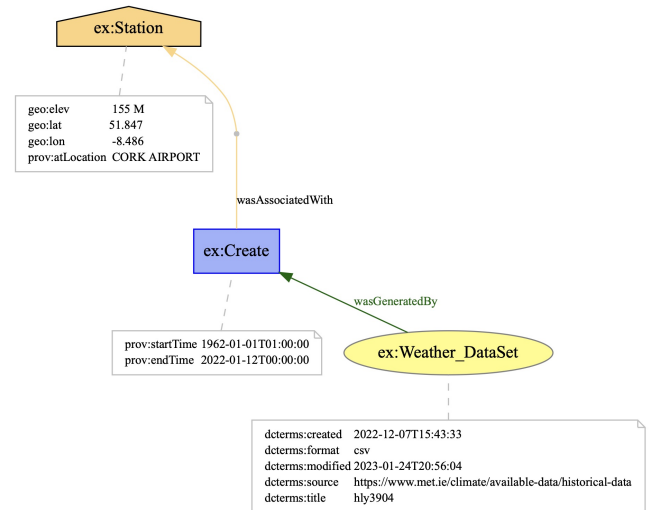 ex:Station
geo:elev 155 M
geo:lat 51.847
geo:lon -8.486
prov:atLocation CORK AIRPORT
wasAssociatedWith
ex:Create
wasGeneratedBy
prov:startTime 1962-01-01T01:00:00
prov:endTime 2022-01-12T00:00:00
ex:Weather_DataSet
dcterms:created 2022-12-07T15:43:33
dcterms:format csv
dcterms:modified 2023-01-24T20:56:04
dcterms:source https://www.met.ie/climate/available-data/historical-data
dcterms:title hly3904